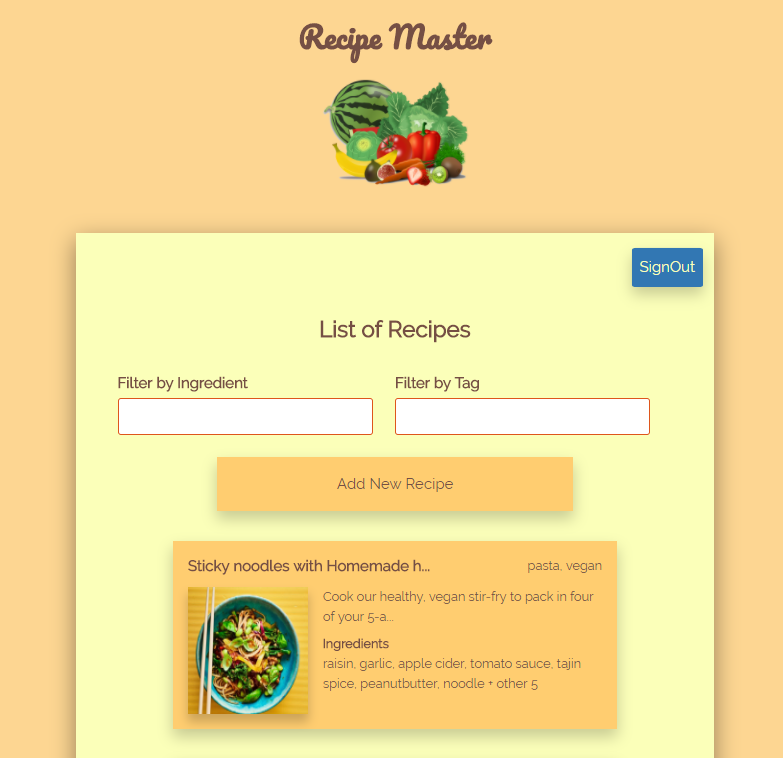 Recipe Master
SignOut
List of Recipes
Filter by Ingredient
Filter by Tag
Add New Recipe
Sticky noodles with Homemade h...
pasta, vegan
Cook our healthy, vegan stir-fry to pack in four
of your 5-a...
Ingredients
raisin, garlic, apple cider, tomato sauce, tajin
spice, peanutbutter, noodle + other 5